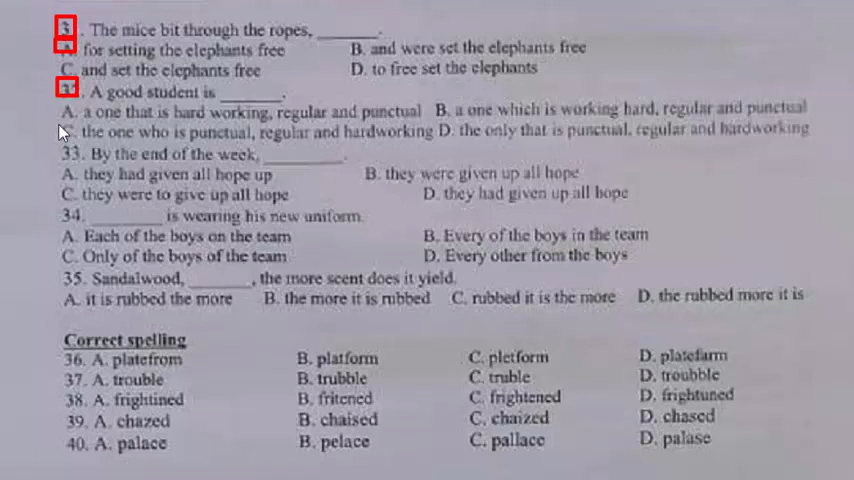 3 . The mice bit through the ropes, _______.
A. for setting the elephants free B. and were set the elephants free
C. and set the elephants free D. to free set the elephants
. A good student is _______.
A. a one that is hard working, regular and punctual B. a one which is working hard, regular and punctual
C. the one who is punctual, regular and hardworking D. the only that is punctual, regular and hardworking
33. By the end of the week, _________.
A. they had given all hope up B. they were given up all hope
C. they were to give up all hope D. they had given up all hope
34. ________ is wearing his new uniform.
A. Each of the boys on the team B. Every of the boys in the team
C. Only of the boys of the team D. Every other from the boys
35. Sandalwood, _______, the more scent does it yield.
A. it is rubbed the more B. the more it is rubbed C. rubbed it is the more D. the rubbed more it is
Correct spelling
36. A. platefrom B. platform C. pletform D. platefarm
37. A. trouble B. trubble C. truble D. troubble
38. A. frightined B. fritened C. frightened D. frightuned
39. A. chazed B. chaised C. chaized D. chased
40. A. palace B. pelace C. pallace D. palase